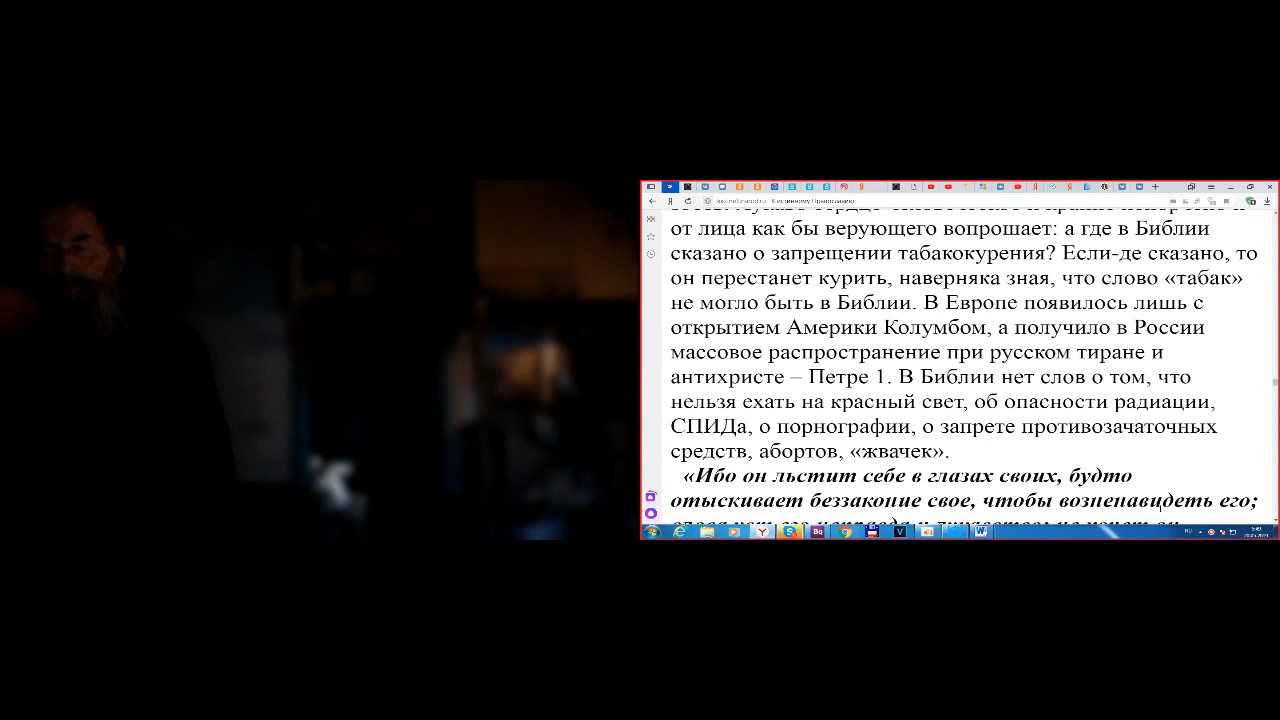 К истинному Православию
от лица как бы верующего вопрошает: а где в Библии
сказано о запрещении табакокурения? Если-де сказано, то
он перестанет курить, наверняка зная, что слово «табак»
не могло быть в Библии. В Европе появилось лишь с
открытием Америки Колумбом, а получило в России
массовое распространение при русском тиране и
антихристе – Петре 1. В Библии нет слов о том, что
нельзя ехать на красный свет, об опасности радиации,
СПИДа, о порнографии, о запрете противозачаточных
средств, абортов, «жвачек».
«Ибо он льстит себе в глазах своих, будто
отыскивает беззаконие свое, чтобы возненавидеть его;